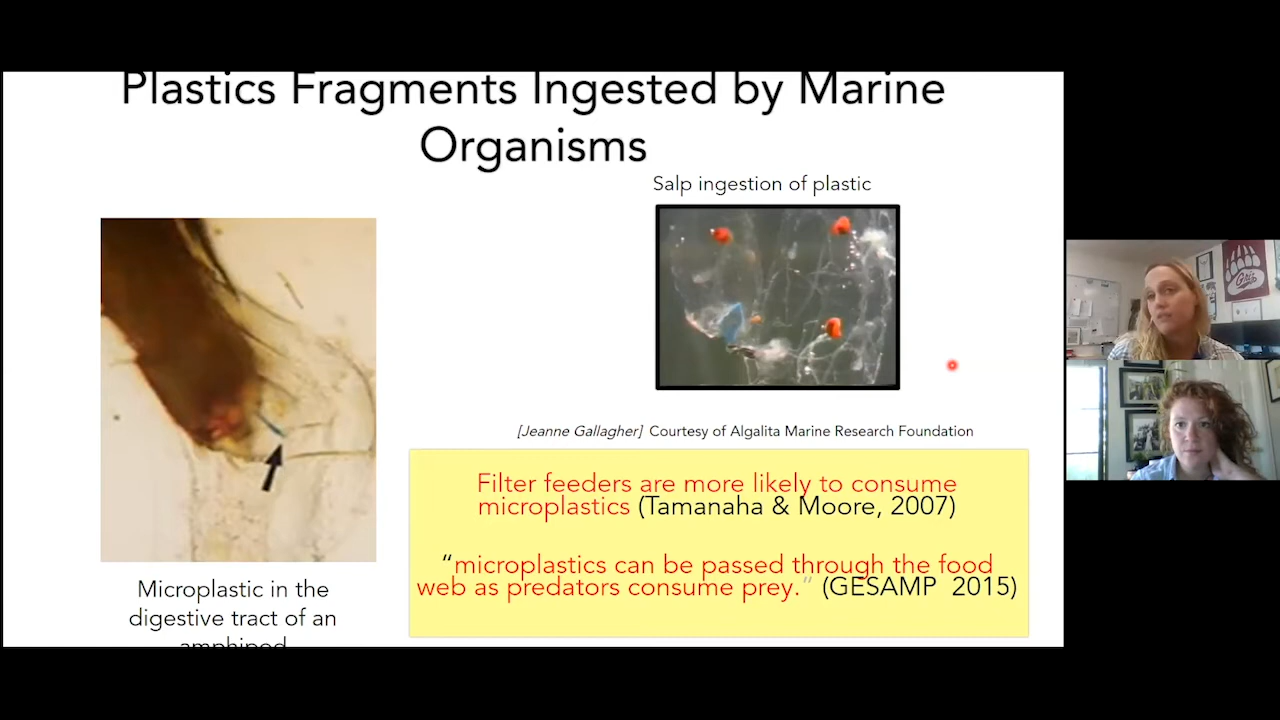 Plastics Fragments Ingested by Marine
Organisms
Salp ingestion of plastic
[Jeanne Gallagher] Courtesy of Algalita Marine Research Foundation
Filter feeders are more likely to consume
microplastics (Tamanaha & Moore, 2007)
“microplastics can be passed through the food
web as predators consume prey.“ (GESAMP 2015)
Microplastic in the
digestive tract of an
amphipod
Griz